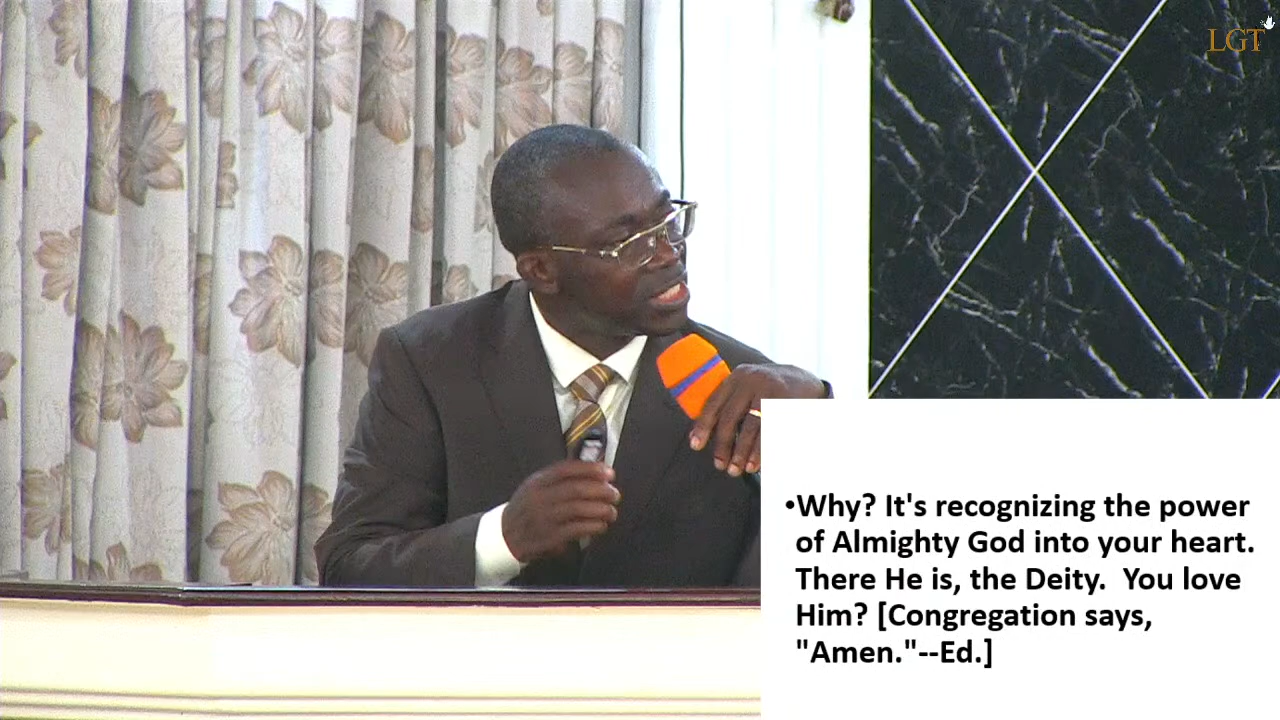 LGT
•Why? It's recognizing the power
of Almighty God into your heart.
There He is, the Deity.  You love
Him? [Congregation says,
"Amen."--Ed.]